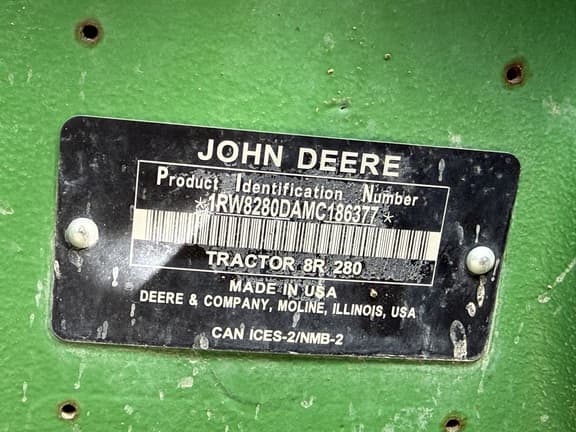 JOHN DEERE
Product Identification Number
*1RW8280DAMC186377*
TRACTOR 8R 280
MADE IN USA
DEERE & COMPANY, MOLINE, ILLINOIS, USA
CAN ICES-2/NMB-2